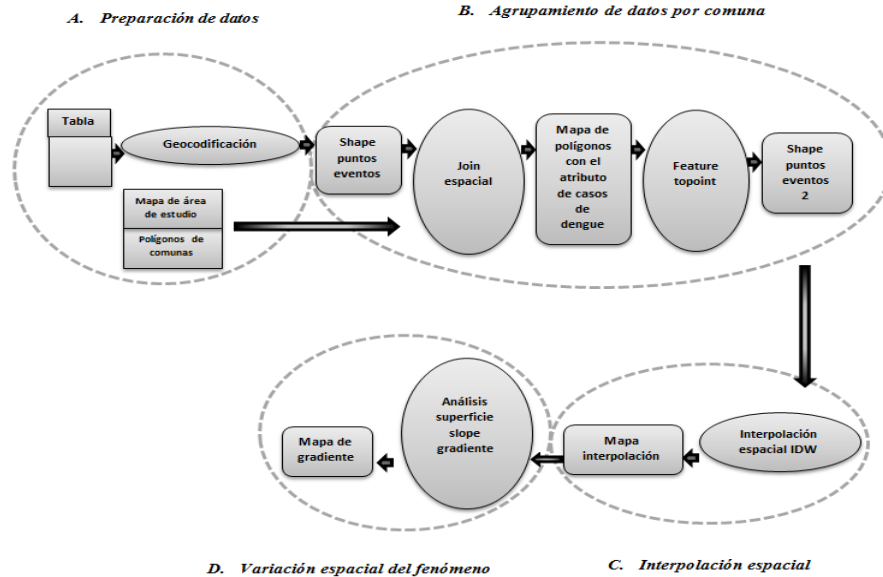 A. Preparación de datos
B. Agrupamiento de datos por comuna
Tabla
Geocodificación
Mapa de área
de estudio
Polígonos de
comunas
Shape
puntos
eventos
Join
espacial
Mapa de
polígonos
con el
atributo
de casos
de
dengue
Feature
topoint
Shape
puntos
eventos
2
Análisis
superficie
slope
gradiente
Mapa de
gradiente
Mapa
interpolación
Interpolación
espacial IDW
D. Variación espacial del fenómeno
C. Interpolación espacial